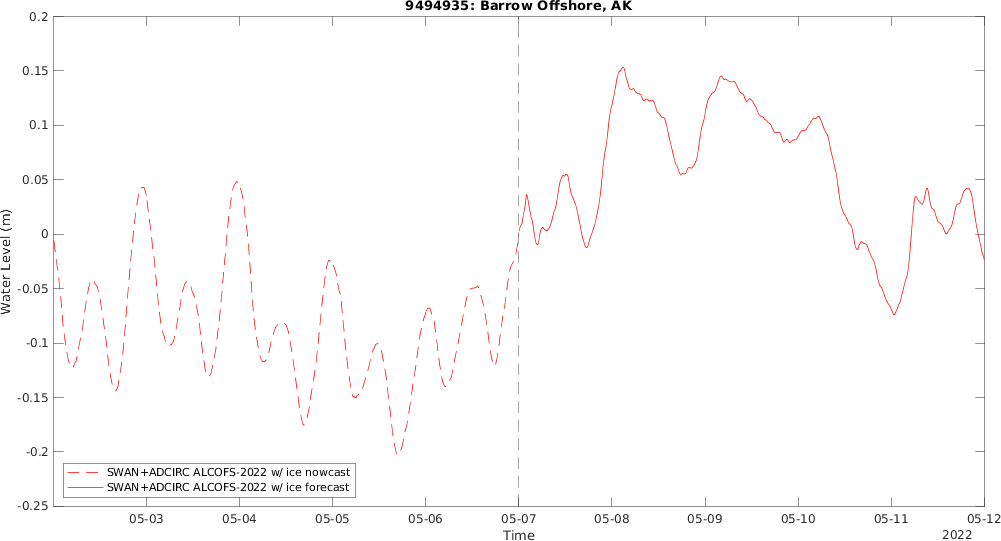 9494935: Barrow Offshore, AK
0.2
0.15
0.1
0.05
0
-0.05
-0.1
-0.15
-0.2
-0.25
Water Level (m)
SWAN+ADCIRC ALCOFS-2022 w/ ice nowcast
SWAN+ADCIRC ALCOFS-2022 w/ ice forecast
05-03 05-04 05-05 05-06 05-07 05-08 05-09 05-10 05-11 05-12
Time
2022